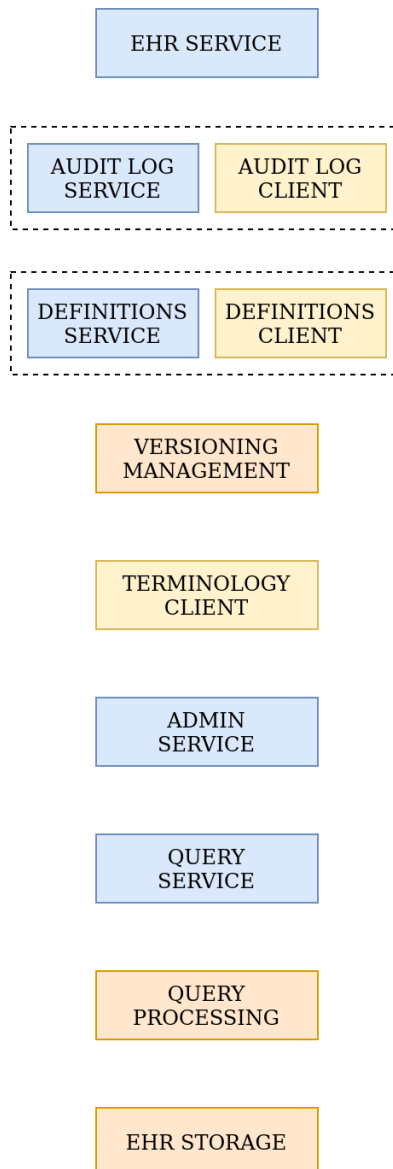 EHR SERVICE
AUDIT LOG
SERVICE
AUDIT LOG
CLIENT
DEFINITIONS
SERVICE
DEFINITIONS
CLIENT
VERSIONING
MANAGEMENT
TERMINOLOGY
CLIENT
ADMIN
SERVICE
QUERY
SERVICE
QUERY
PROCESSING
EHR STORAGE